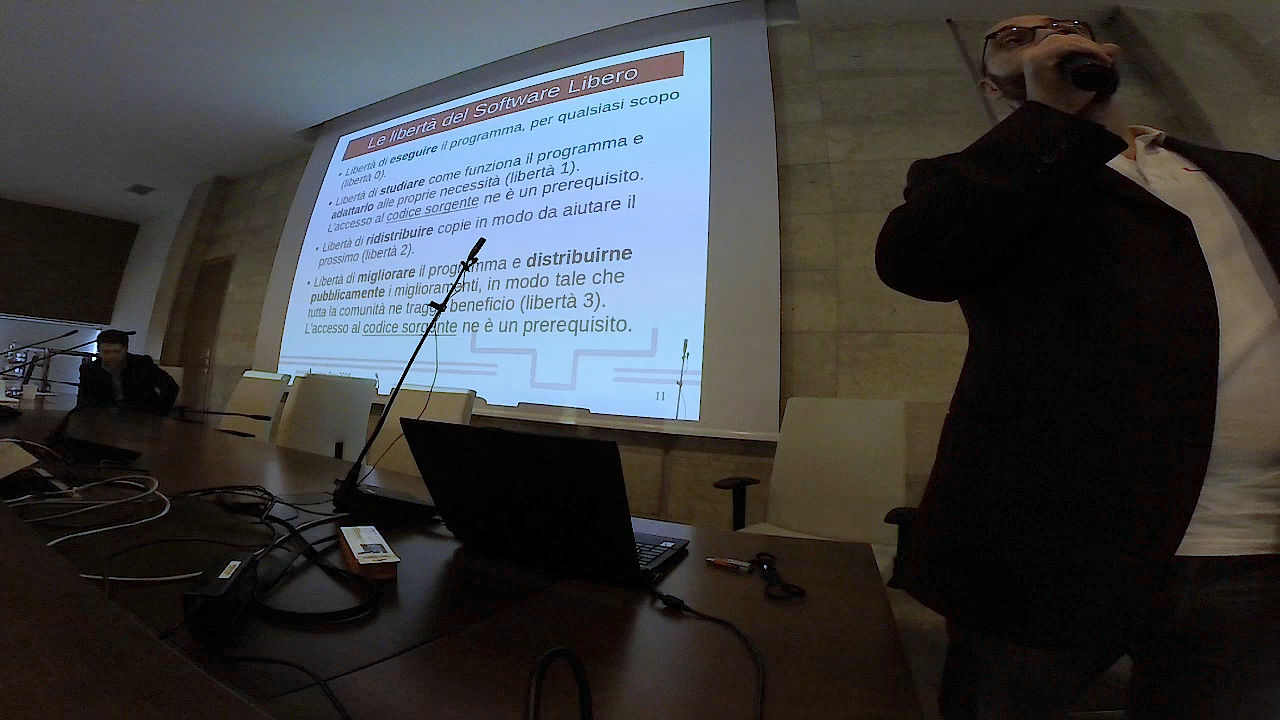 Le libertà del Software Libero
• Libertà di eseguire il programma, per qualsiasi scopo
(libertà 0).
• Libertà di studiare come funziona il programma e
adattarlo alle proprie necessità (libertà 1).
L'accesso al codice sorgente ne è un prerequisito.
• Libertà di ridistribuire copie in modo da aiutare il
prossimo (libertà 2).
• Libertà di migliorare il programma e distribuirne
pubblicamente i miglioramenti, in modo tale che
tutta la comunità ne tragga beneficio (libertà 3).
L'accesso al codice sorgente ne è un prerequisito.
11